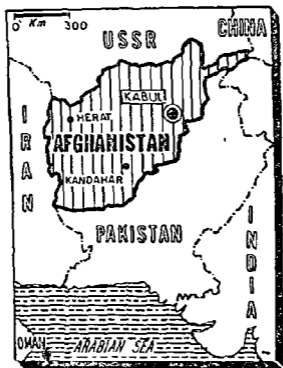 0 Km 300
USSR
CHINA
KABUL
HERAT
IRAN
AFGHANISTAN
KANDAHAR
PAKISTAN
INDIA
OMAN
ARABIAN SEA